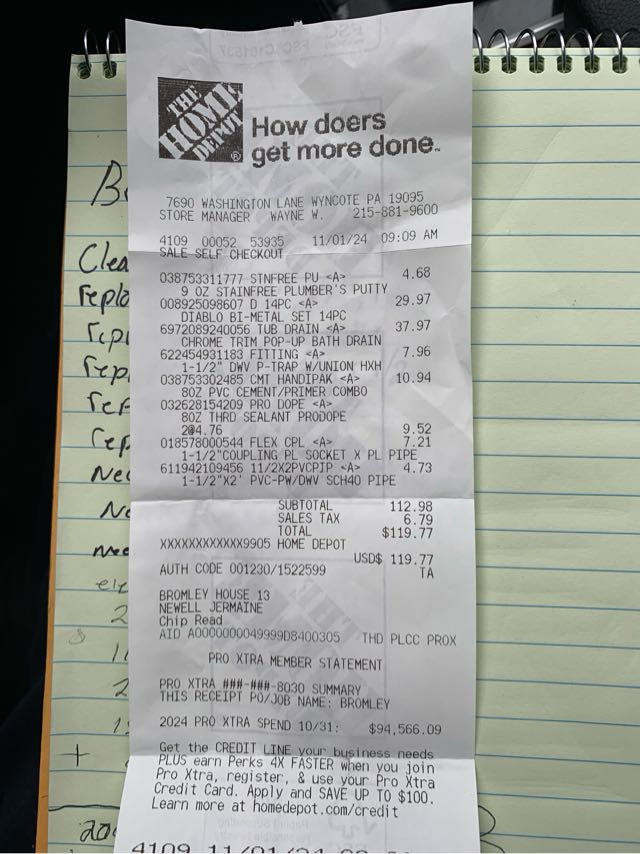 THE
HOME
DEPOT
How doers
get more done.
7690 WASHINGTON LANE WYNCOTE PA 19095
STORE MANAGER WAYNE W. 215-881-9600
4109 00052 53935 11/01/24 09:09 AM
SALE SELF CHECKOUT
038753311777 STNFREE PU <A> 4.68
9 OZ STAINFREE PLUMBER'S PUTTY
008925098607 D 14PC <A> 29.97
DIABLO BI-METAL SET 14PC
6972089240056 TUB DRAIN <A> 37.97
CHROME TRIM POP-UP BATH DRAIN
622454931183 FITTING <A> 7.96
1-1/2" DWV P-TRAP W/UNION HXH
038753302485 CMT HANDIPAK <A> 10.94
8OZ PVC CEMENT/PRIMER COMBO
032628154209 PRO DOPE <A>
8OZ THRD SEALANT PRODOPE
2@4.76 9.52
018578000544 FLEX CPL <A> 7.21
1-1/2"COUPLING PL SOCKET X PL PIPE
611942109456 11/2X2PVCPIP <A> 4.73
1-1/2"X2' PVC-PW/DWV SCH40 PIPE
SUBTOTAL 112.98
SALES TAX 6.79
TOTAL $119.77
XXXXXXXXXXXX9905 HOME DEPOT
USD$ 119.77
AUTH CODE 001230/1522599 TA
BROMLEY HOUSE 13
NEWELL JERMAINE
Chip Read
AID A0000000049999D8400305 THD PLCC PROX
PRO XTRA MEMBER STATEMENT
PRO XTRA ###-###-8030 SUMMARY
THIS RECEIPT PO/JOB NAME: BROMLEY
2024 PRO XTRA SPEND 10/31: $94,566.09
Get the CREDIT LINE your business needs
PLUS earn Perks 4X FASTER when you join
Pro Xtra, register, & use your Pro Xtra
Credit Card. Apply and SAVE UP TO $100.
Learn more at homedepot.com/credit
4109 11/01/24